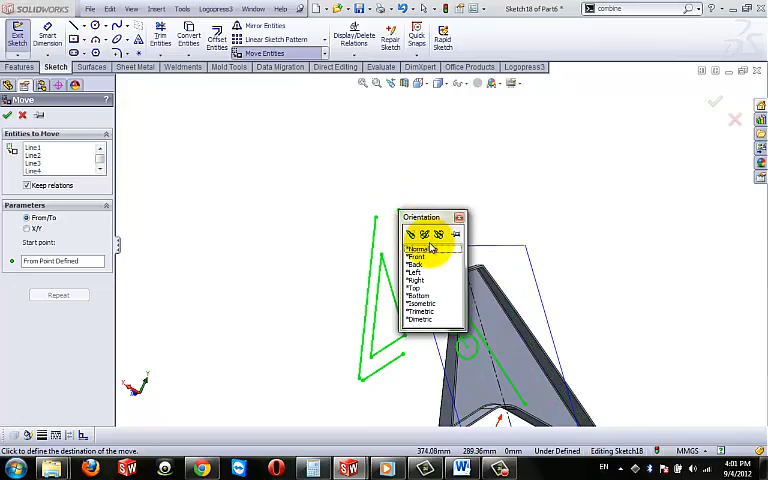 SOLIDWORKS File Edit View Insert Tools Logopress3 Window Help Sketch18 of Part6 * combine
Exit Sketch Smart Dimension Trim Entities Convert Entities Offset Entities Mirror Entities Linear Sketch Pattern Move Entities Display/Delete Relations Repair Sketch Quick Snaps Rapid Sketch
Features Sketch Surfaces Sheet Metal Weldments Mold Tools Data Migration Direct Editing Evaluate DimXpert Office Products Logopress3
Move ?
Entities to Move
Line1
Line2
Line3
Line4
Keep relations
Parameters
From/To
X/Y
Start point:
From Point Defined
Repeat
Orientation
*Front
*Back
*Left
*Right
*Top
*Bottom
*Isometric
*Trimetric
*Dimetric
Click to define the destination of the move. 374.08mm 289.36mm 0mm Under Defined Editing Sketch18 MMGS
EN 4:01 PM
9/4/2012